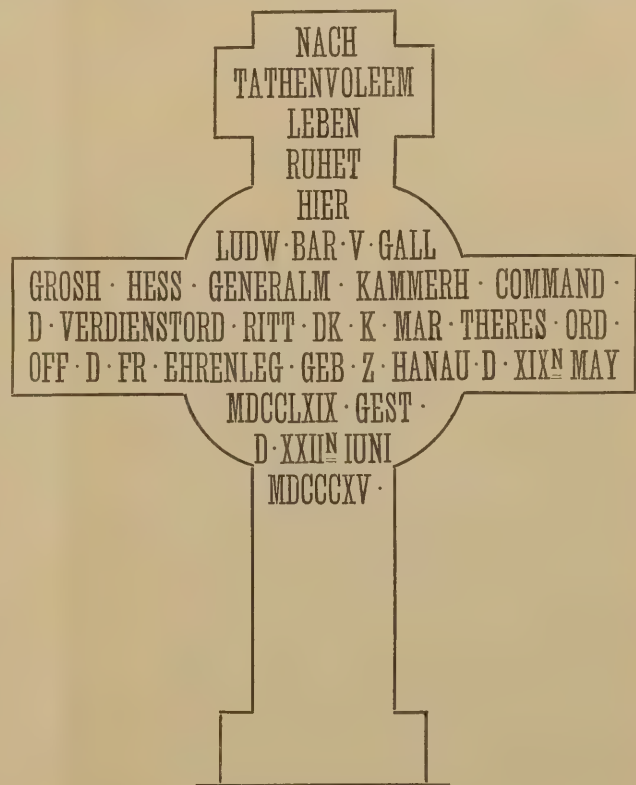 NACH
TATHENVOLEEM
LEBEN
RUHET
HIER
LUDW · BAR · V · GALL
GROSH · HESS · GENERALM · KAMMERH · COMMAND ·
D · VERDIENSTORD · RITT · DK · K · MAR · THERES · ORD ·
OFF · D · FR · EHRENLEG · GEB · Z · HANAU · D · XIXN MAY
MDCCLXIX · GEST ·
D · XXIIN IUNI
MDCCCXV ·